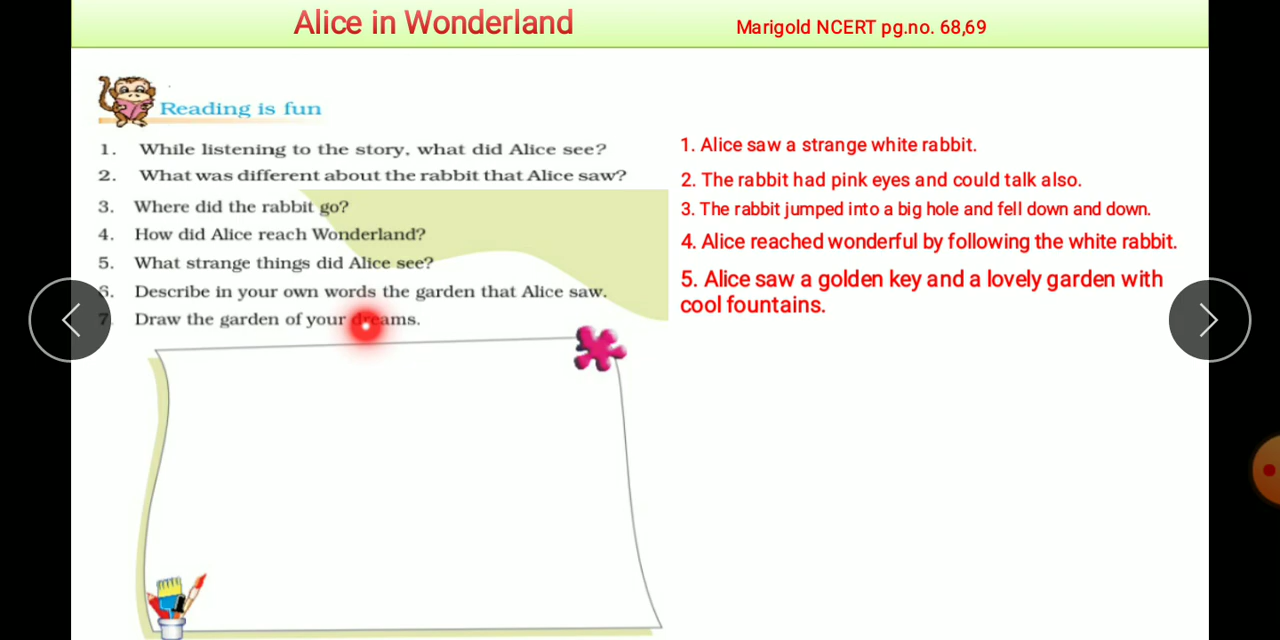 Alice in Wonderland
Marigold NCERT pg.no. 68,69
Reading is fun
1. While listening to the story, what did Alice see?
2. What was different about the rabbit that Alice saw?
3. Where did the rabbit go?
4. How did Alice reach Wonderland?
5. What strange things did Alice see?
6. Describe in your own words the garden that Alice saw.
7. Draw the garden of your dreams.
1. Alice saw a strange white rabbit.
2. The rabbit had pink eyes and could talk also.
3. The rabbit jumped into a big hole and fell down and down.
4. Alice reached wonderful by following the white rabbit.
5. Alice saw a golden key and a lovely garden with
cool fountains.